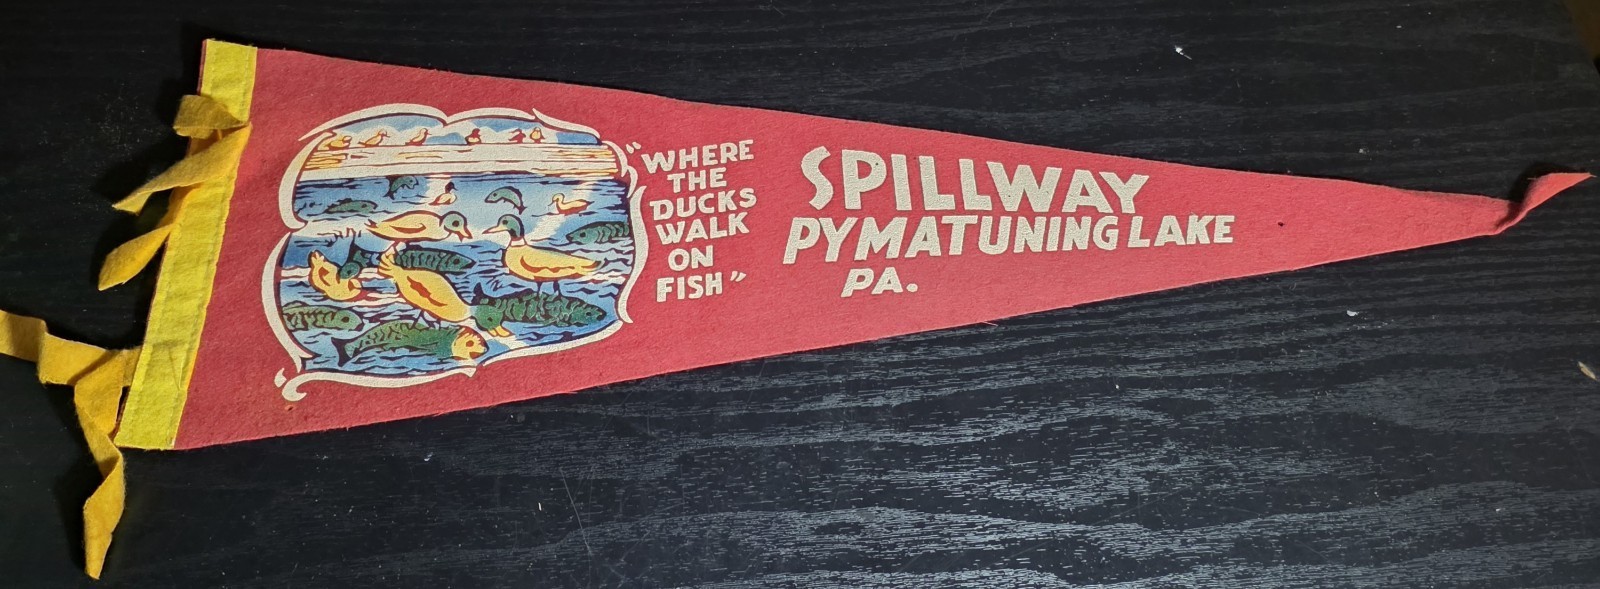 "WHERE
THE
DUCKS
WALK
ON
FISH"
SPILLWAY
PYMATUNING LAKE
PA.